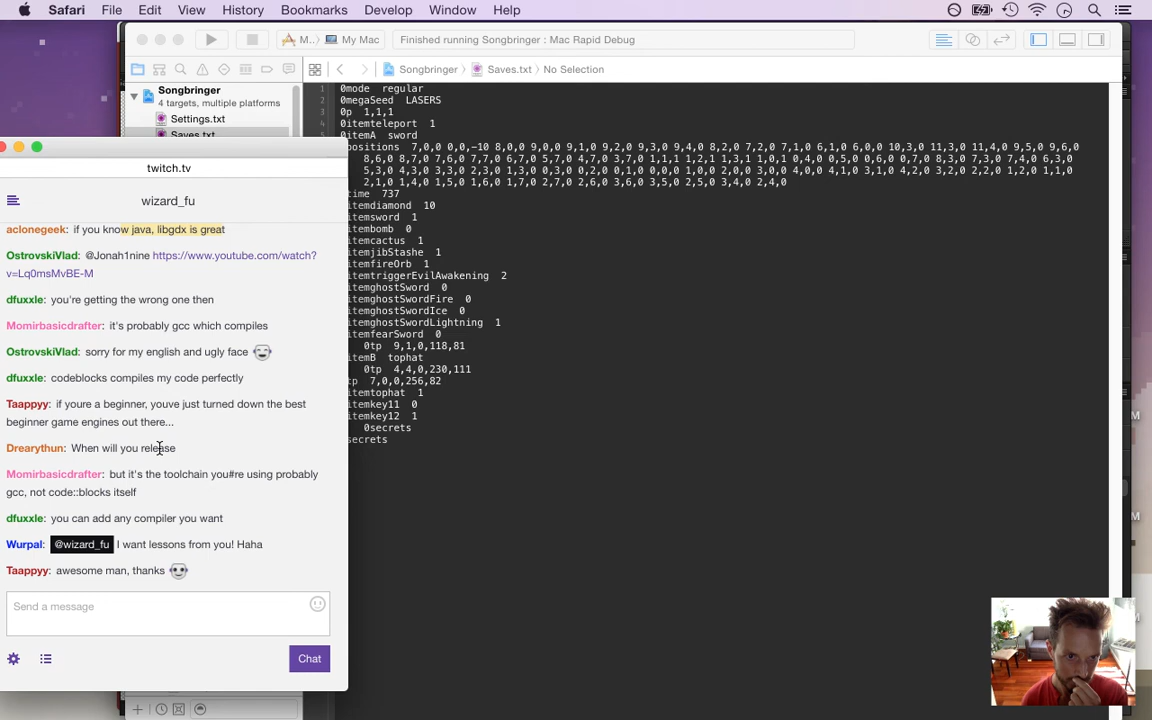 Safari File Edit View History Bookmarks Develop Window Help
M.. My Mac Finished running Songbringer : Mac Rapid Debug
Songbringer Saves.txt No Selection
Songbringer
4 targets, multiple platforms
Settings.txt
Saves.txt
twitch.tv
wizard_fu
aclonegeek: if you know java, libgdx is great
OstrovskiVlad: @Jonah1nine https://www.youtube.com/watch?
v=Lq0msMvBE-M
dfuxxle: you're getting the wrong one then
Momirbasicdrafter: it's probably gcc which compiles
OstrovskiVlad: sorry for my english and ugly face
dfuxxle: codeblocks compiles my code perfectly
Taappyy: if youre a beginner, youve just turned down the best
beginner game engines out there...
Drearythun: When will you release
Momirbasicdrafter: but it's the toolchain you#re using probably
gcc, not code::blocks itself
dfuxxle: you can add any compiler you want
Wurpal: @wizard_fu I want lessons from you! Haha
Taappyy: awesome man, thanks
Send a message
Chat
1 0mode regular
2 0megaSeed LASERS
3 0p 1,1,1
4 0itemteleport 1
5 0itemA sword
positions 7,0,0 0,0,-10 8,0,0 9,0,0 9,1,0 9,2,0 9,3,0 9,4,0 8,2,0 7,2,0 7,1,0 6,1,0 6,0,0 10,3,0 11,3,0 11,4,0 9,5,0 9,6,0
8,6,0 8,7,0 7,6,0 7,7,0 6,7,0 5,7,0 4,7,0 3,7,0 1,1,1 1,2,1 1,3,1 1,0,1 0,4,0 0,5,0 0,6,0 0,7,0 8,3,0 7,3,0 7,4,0 6,3,0
5,3,0 4,3,0 3,3,0 2,3,0 1,3,0 0,3,0 0,2,0 0,1,0 0,0,0 1,0,0 2,0,0 3,0,0 4,0,0 4,1,0 3,1,0 4,2,0 3,2,0 2,2,0 1,2,0 1,1,0
2,1,0 1,4,0 1,5,0 1,6,0 1,7,0 2,7,0 2,6,0 3,6,0 3,5,0 2,5,0 3,4,0 2,4,0
time 737
itemdiamond 10
itemsword 1
itembomb 0
itemcactus 1
itemjibStashe 1
itemfireOrb 1
itemtriggerEvilAwakening 2
itemghostSword 0
itemghostSwordFire 0
itemghostSwordIce 0
itemghostSwordLightning 1
itemfearSword 0
0tp 9,1,0,118,81
itemB tophat
0tp 4,4,0,230,111
tp 7,0,0,256,82
itemtophat 1
itemkey11 0
itemkey12 1
0secrets
secrets